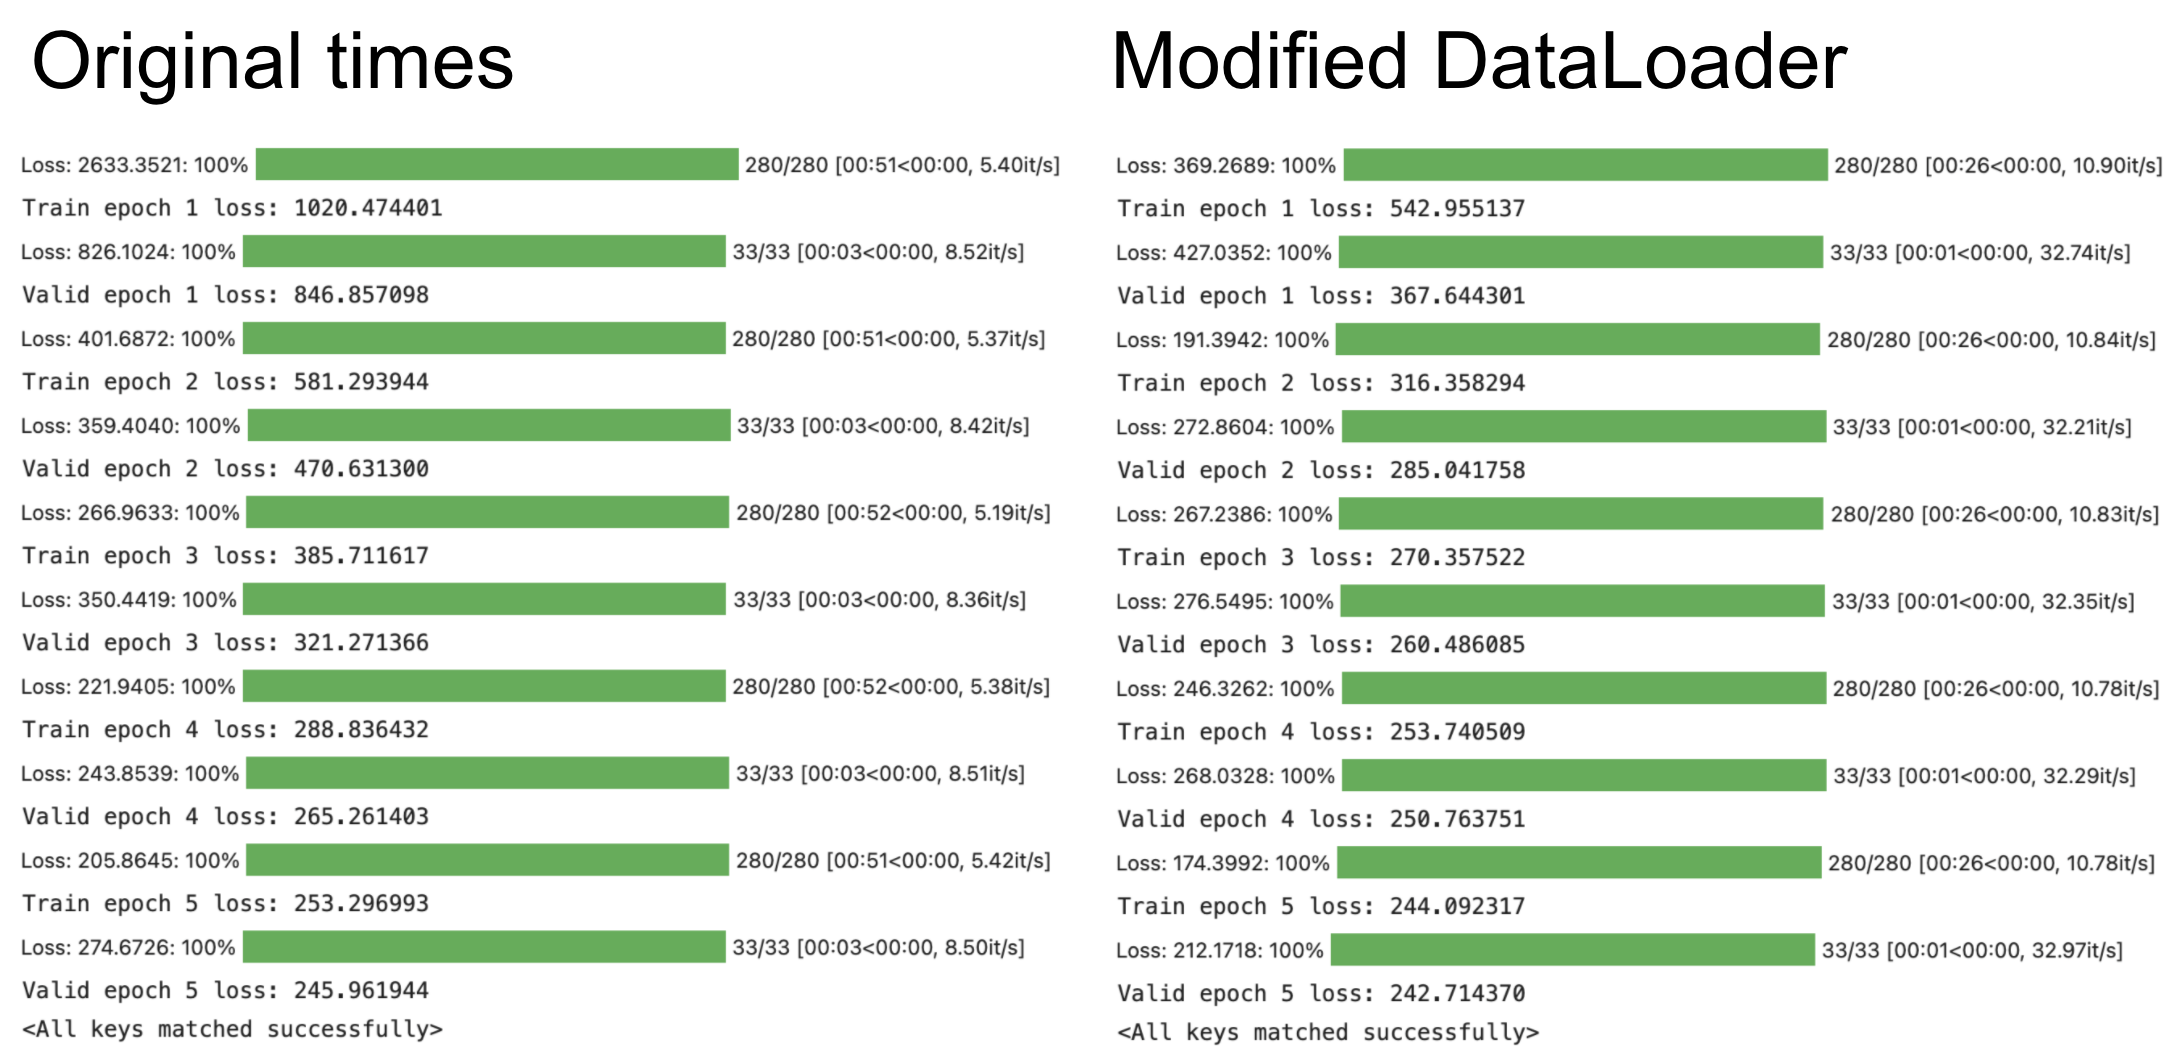 Original times
Loss: 2633.3521: 100% 280/280 [00:51<00:00, 5.40it/s]
Train epoch 1 loss: 1020.474401
Loss: 826.1024: 100% 33/33 [00:03<00:00, 8.52it/s]
Valid epoch 1 loss: 846.857098
Loss: 401.6872: 100% 280/280 [00:51<00:00, 5.37it/s]
Train epoch 2 loss: 581.293944
Loss: 359.4040: 100% 33/33 [00:03<00:00, 8.42it/s]
Valid epoch 2 loss: 470.631300
Loss: 266.9633: 100% 280/280 [00:52<00:00, 5.19it/s]
Train epoch 3 loss: 385.711617
Loss: 350.4419: 100% 33/33 [00:03<00:00, 8.36it/s]
Valid epoch 3 loss: 321.271366
Loss: 221.9405: 100% 280/280 [00:52<00:00, 5.38it/s]
Train epoch 4 loss: 288.836432
Loss: 243.8539: 100% 33/33 [00:03<00:00, 8.51it/s]
Valid epoch 4 loss: 265.261403
Loss: 205.8645: 100% 280/280 [00:51<00:00, 5.42it/s]
Train epoch 5 loss: 253.296993
Loss: 274.6726: 100% 33/33 [00:03<00:00, 8.50it/s]
Valid epoch 5 loss: 245.961944
<All keys matched successfully>
Modified DataLoader
Loss: 369.2689: 100% 280/280 [00:26<00:00, 10.90it/s]
Train epoch 1 loss: 542.955137
Loss: 427.0352: 100% 33/33 [00:01<00:00, 32.74it/s]
Valid epoch 1 loss: 367.644301
Loss: 191.3942: 100% 280/280 [00:26<00:00, 10.84it/s]
Train epoch 2 loss: 316.358294
Loss: 272.8604: 100% 33/33 [00:01<00:00, 32.21it/s]
Valid epoch 2 loss: 285.041758
Loss: 267.2386: 100% 280/280 [00:26<00:00, 10.83it/s]
Train epoch 3 loss: 270.357522
Loss: 276.5495: 100% 33/33 [00:01<00:00, 32.35it/s]
Valid epoch 3 loss: 260.486085
Loss: 246.3262: 100% 280/280 [00:26<00:00, 10.78it/s]
Train epoch 4 loss: 253.740509
Loss: 268.0328: 100% 33/33 [00:01<00:00, 32.29it/s]
Valid epoch 4 loss: 250.763751
Loss: 174.3992: 100% 280/280 [00:26<00:00, 10.78it/s]
Train epoch 5 loss: 244.092317
Loss: 212.1718: 100% 33/33 [00:01<00:00, 32.97it/s]
Valid epoch 5 loss: 242.714370
<All keys matched successfully>